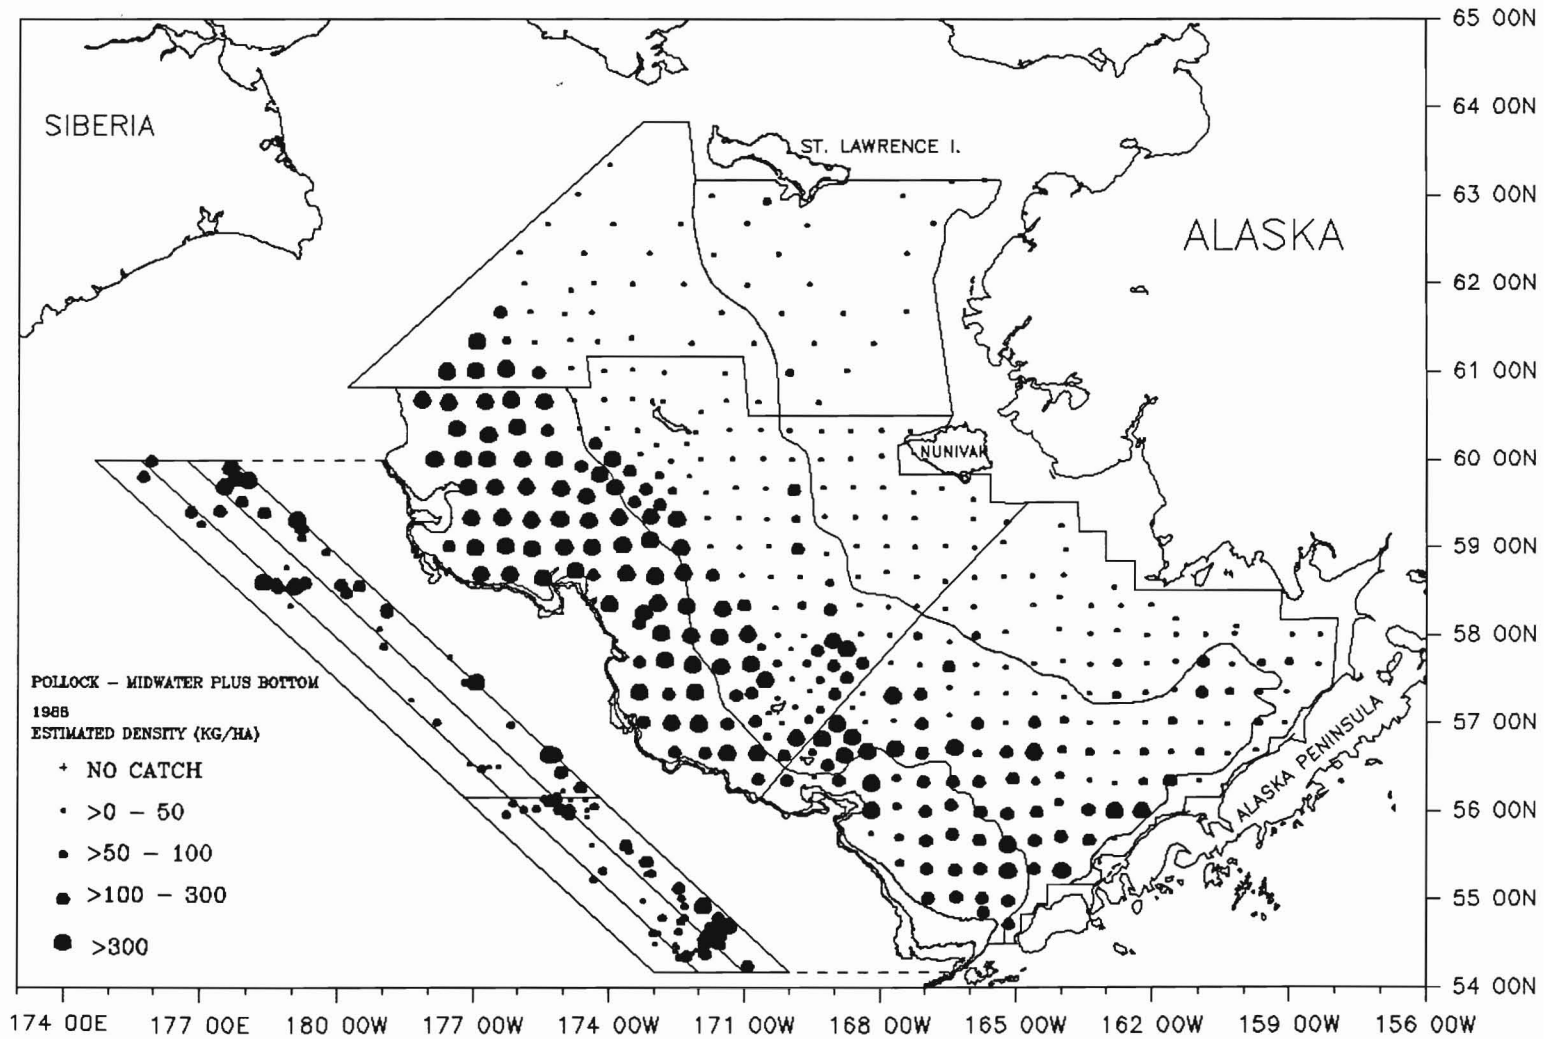 65 00N
64 00N
SIBERIA
ST. LAWRENCE I.
63 00N
ALASKA
62 00N
61 00N
NUNIVAK
60 00N
59 00N
58 00N
POLLOCK – MIDWATER PLUS BOTTOM
1988
ESTIMATED DENSITY (KG/HA)
+ NO CATCH
>0 – 50
>50 – 100
>100 – 300
>300
57 00N
ALASKA PENINSULA
56 00N
55 00N
54 00N
174 00E 177 00E 180 00W 177 00W 174 00W 171 00W 168 00W 165 00W 162 00W 159 00W 156 00W